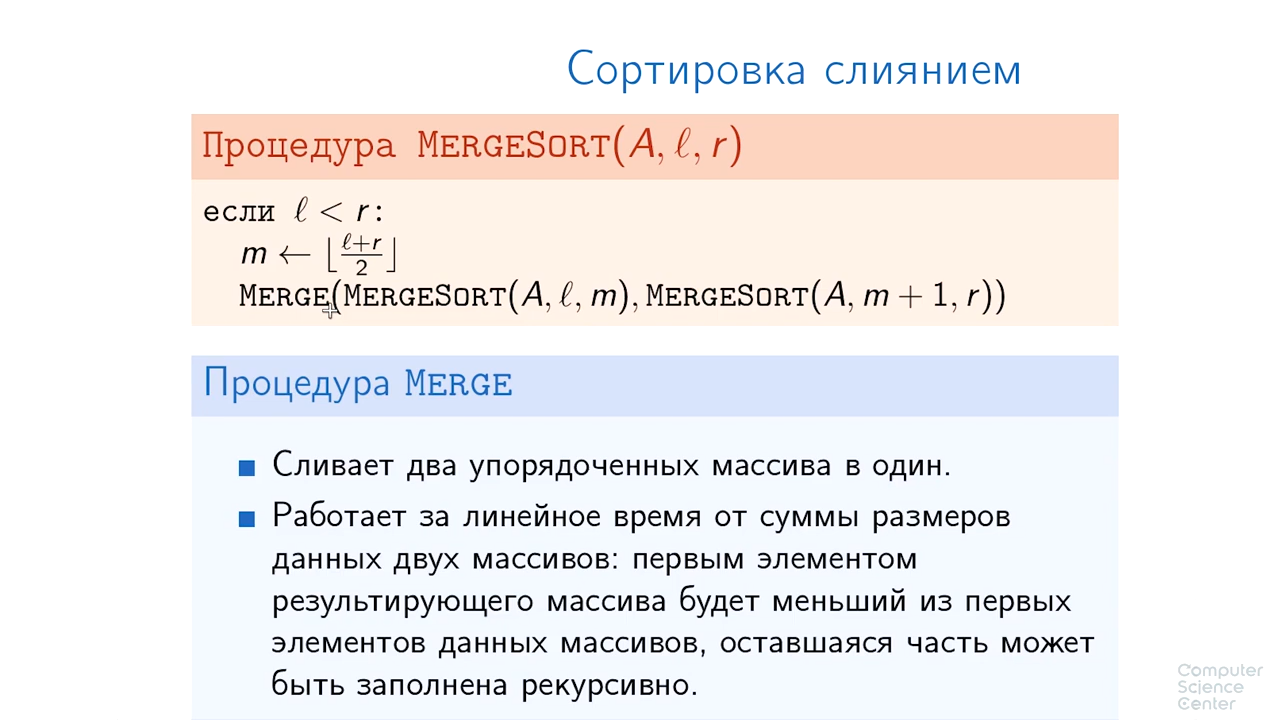 Сортировка слиянием
Процедура MERGESORT(A, ℓ, r)
если ℓ < r:
m ← ⌊(ℓ+r)/2⌋
MERGE(MERGESORT(A, ℓ, m), MERGESORT(A, m + 1, r))
Процедура MERGE
■ Сливает два упорядоченных массива в один.
■ Работает за линейное время от суммы размеров
данных двух массивов: первым элементом
результирующего массива будет меньший из первых
элементов данных массивов, оставшаяся часть может
быть заполнена рекурсивно.
Computer
Science
Center